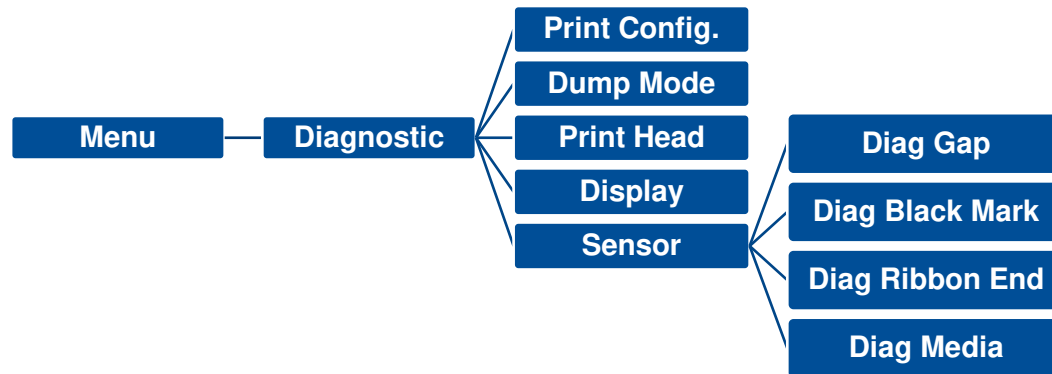 Menu
Diagnostic
Print Config.
Dump Mode
Print Head
Display
Sensor
Diag Gap
Diag Black Mark
Diag Ribbon End
Diag Media